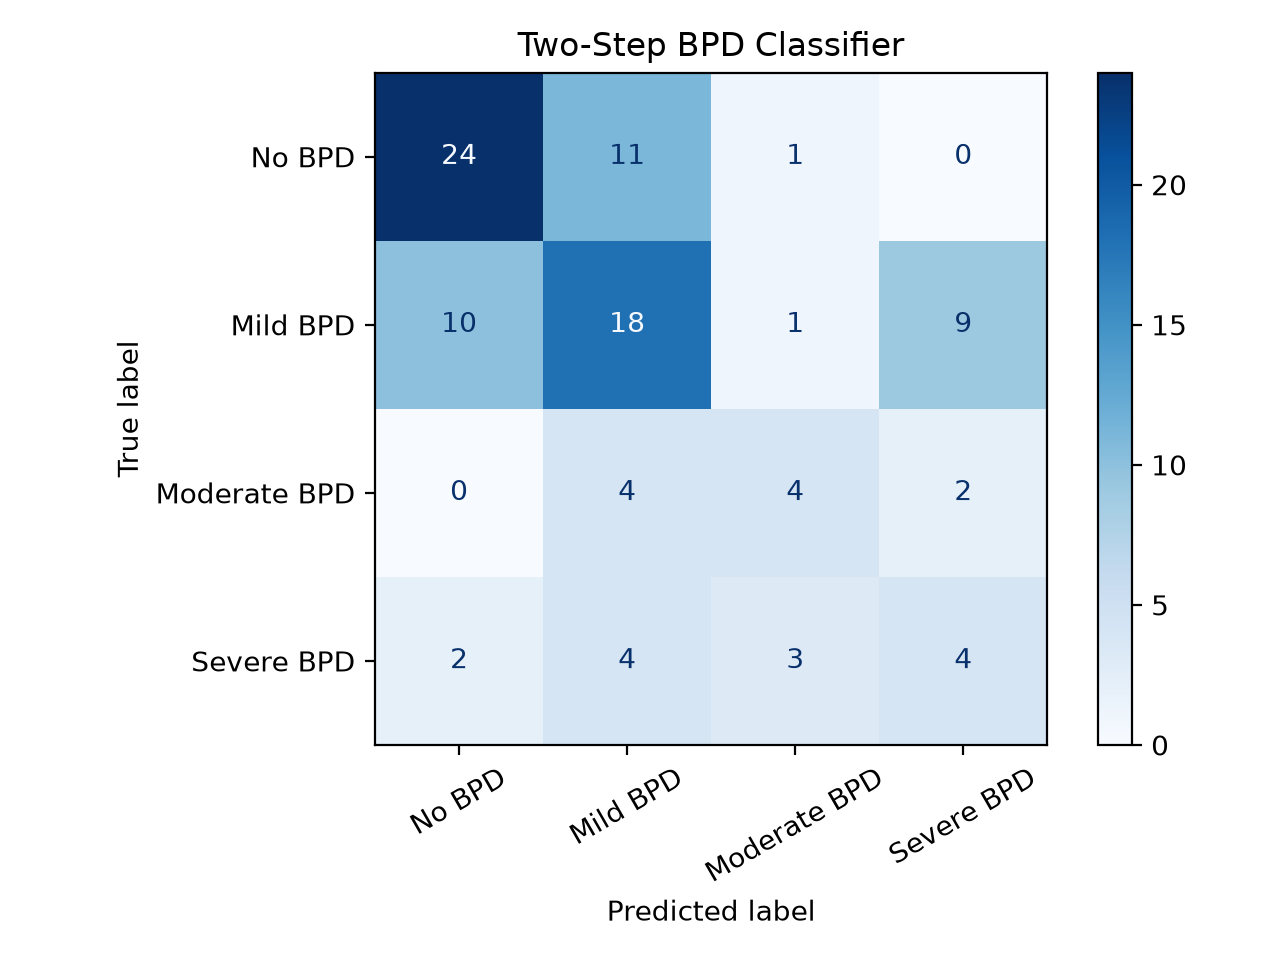 Two-Step BPD Classifier
No BPD 24 11 1 0
Mild BPD 10 18 1 9
Moderate BPD 0 4 4 2
Severe BPD 2 4 3 4
True label
No BPD Mild BPD Moderate BPD Severe BPD
Predicted label
20
15
10
5
0